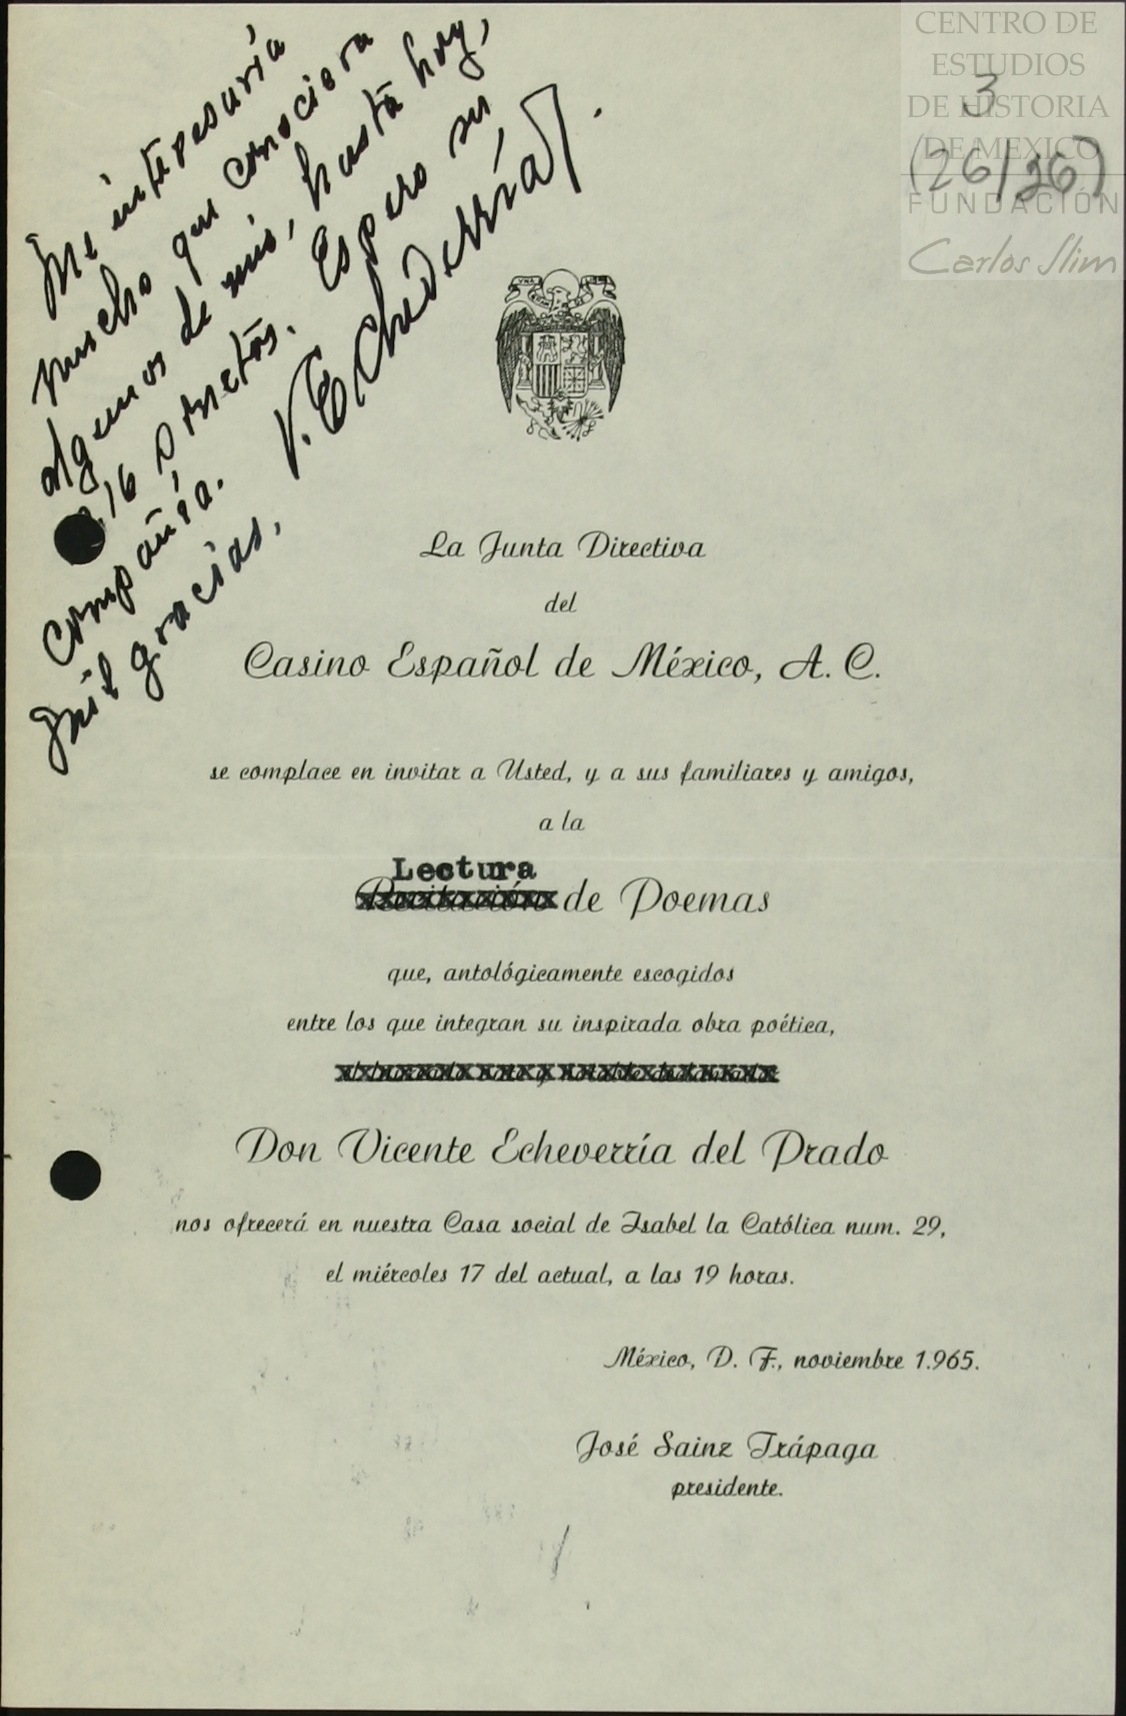 Me interesaría
mucho que conociera
algunos de mis, hasta hoy,
16 sonetos. Espero su
compañía.
Mil gracias, V. Echeverría
CENTRO DE
ESTUDIOS
DE HISTORIA
DE MEXICO
FUNDACIÓN
Carlos Slim
3
(26/26)
La Junta Directiva
del
Casino Español de México, A. C.
se complace en invitar a Usted, y a sus familiares y amigos,
a la
Lectura
Recitación de Poemas
que, antológicamente escogidos
entre los que integran su inspirada obra poética,
Don Vicente Echeverría del Prado
nos ofrecerá en nuestra Casa social de Isabel la Católica num. 29,
el miércoles 17 del actual, a las 19 horas.
México, D. F., noviembre 1.965.
José Sainz Trápaga
presidente.